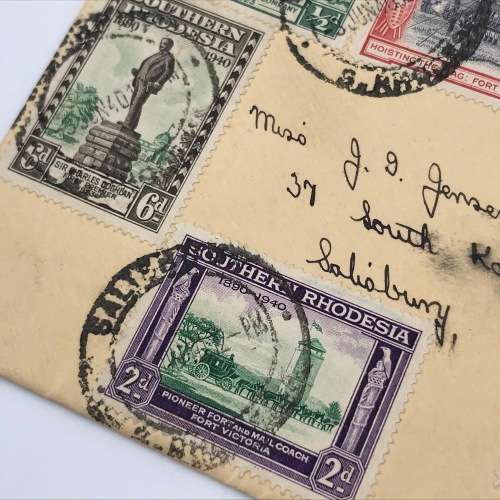 SOUTHERN
RHODESIA
1890 1940
SIR CHARLES COGHLAN
6d 6d
½d
HOISTING THE FLAG: FORT
Miss J. I. Jensen
37 South
Salisbury,
SOUTHERN RHODESIA
1890-1940
2d 2d
PIONEER FORT AND MAIL COACH
FORT VICTORIA